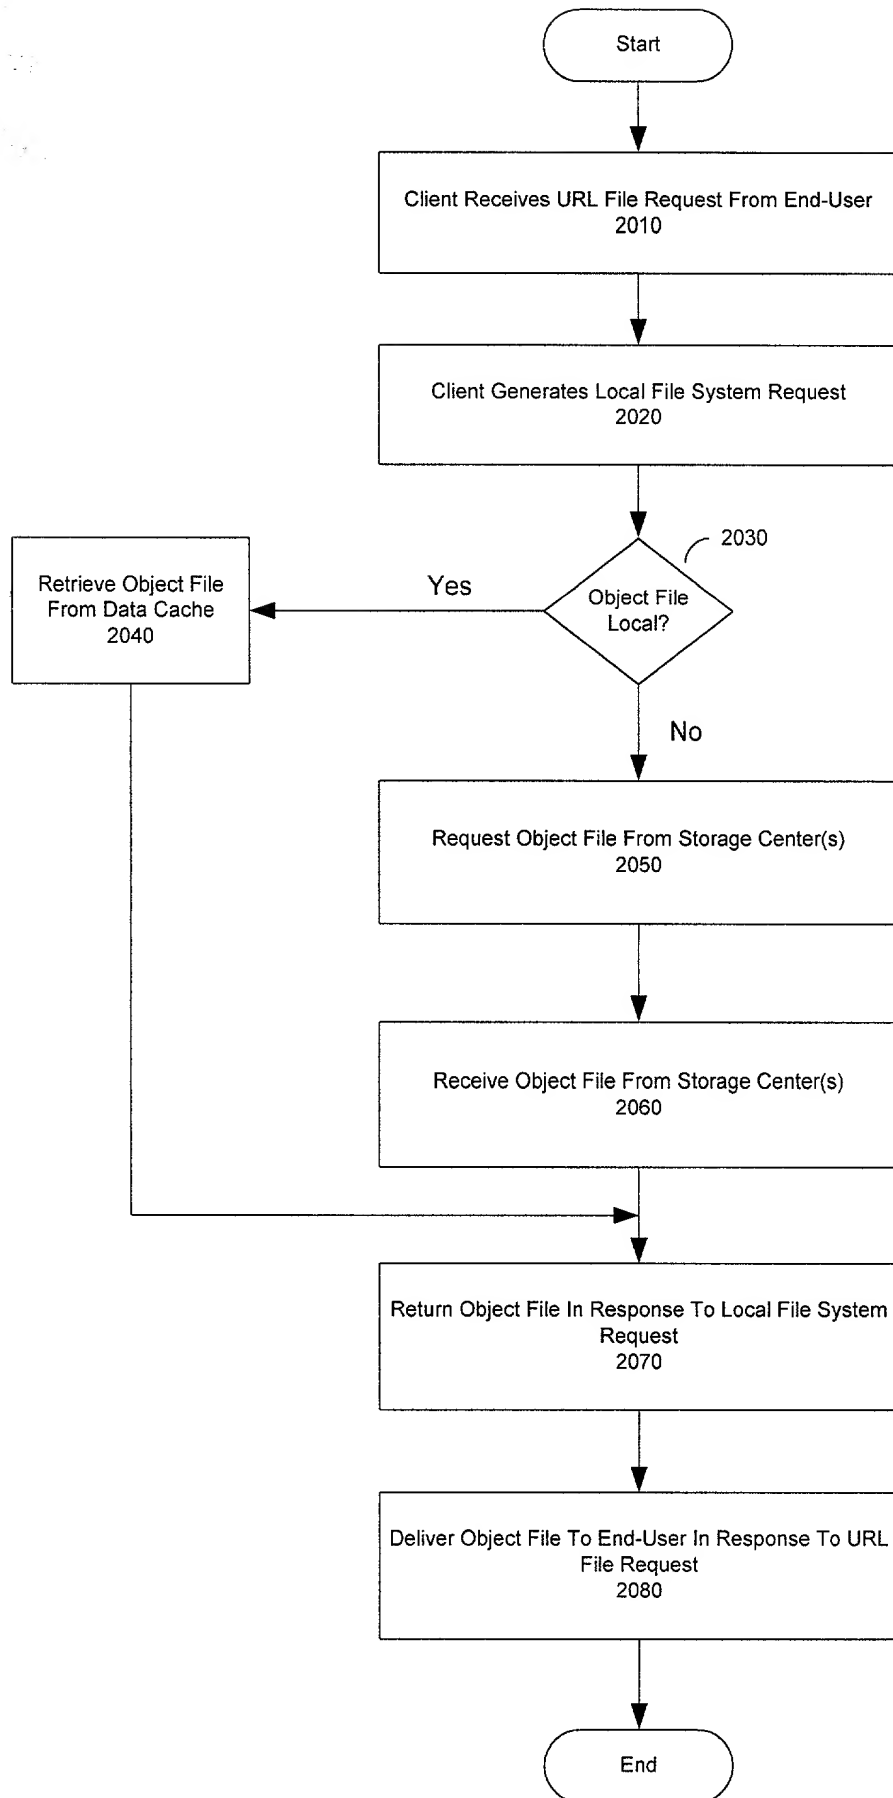 Start
Client Receives URL File Request From End-User
2010
Client Generates Local File System Request
2020
2030
Object File
Local?
Yes
Retrieve Object File
From Data Cache
2040
No
Request Object File From Storage Center(s)
2050
Receive Object File From Storage Center(s)
2060
Return Object File In Response To Local File System
Request
2070
Deliver Object File To End-User In Response To URL
File Request
2080
End